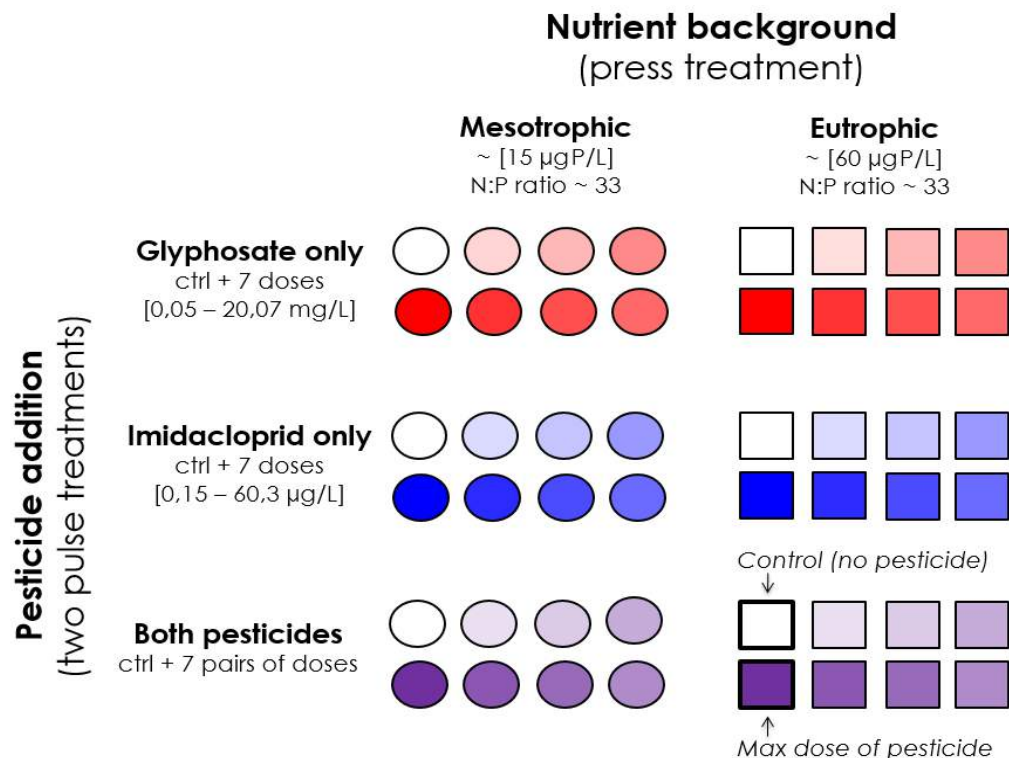 Nutrient background
(press treatment)
Mesotrophic
~ [15 µgP/L]
N:P ratio ~ 33
Eutrophic
~ [60 µgP/L]
N:P ratio ~ 33
Pesticide addition
(two pulse treatments)
Glyphosate only
ctrl + 7 doses
[0,05 – 20,07 mg/L]
Imidacloprid only
ctrl + 7 doses
[0,15 – 60,3 µg/L]
Control (no pesticide)
Both pesticides
ctrl + 7 pairs of doses
Max dose of pesticide